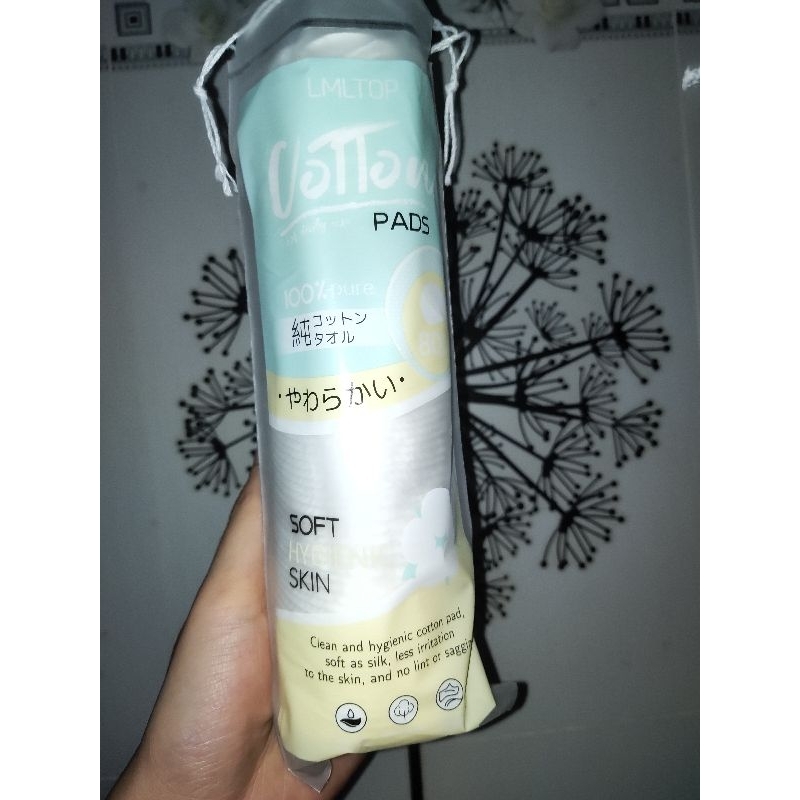 LMLTOP
Cotton
PADS
100% pure
純コットン
タオル
·やわらかい·
SOFT
HYGIENIC
SKIN
Clean and hygienic cotton pad,
soft as silk, less irritation
to the skin, and no lint or sagging